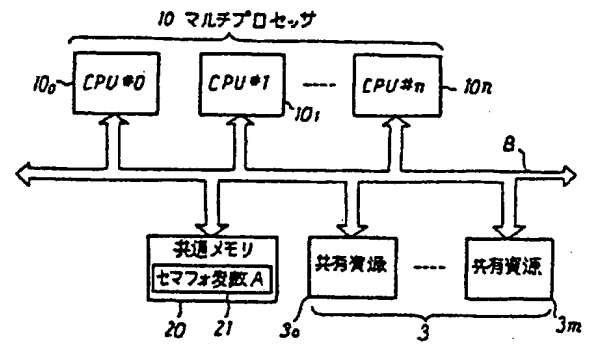 10 マルチプロセッサ
10₀ CPU#0 CPU#1 10₁ ---- CPU#n 10n
B
共通メモリ
セマフォ変数A
共有資源 ---- 共有資源
20 21 3₀ 3 3m